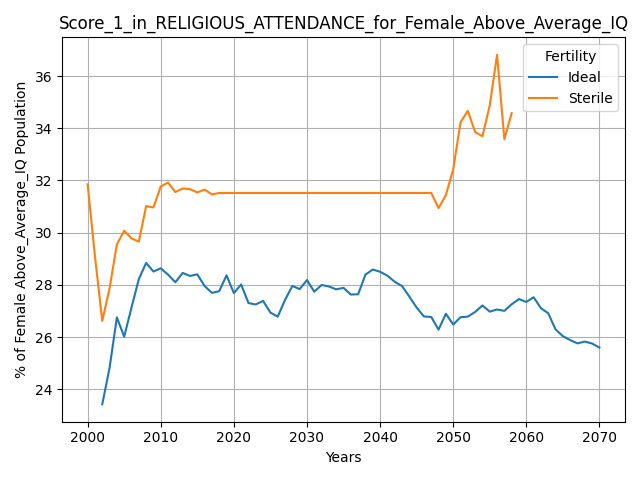 Score_1_in_RELIGIOUS_ATTENDANCE_for_Female_Above_Average_IQ
Fertility
Ideal
Sterile
% of Female Above_Average_IQ Population
36
34
32
30
28
26
24
2000 2010 2020 2030 2040 2050 2060 2070
Years